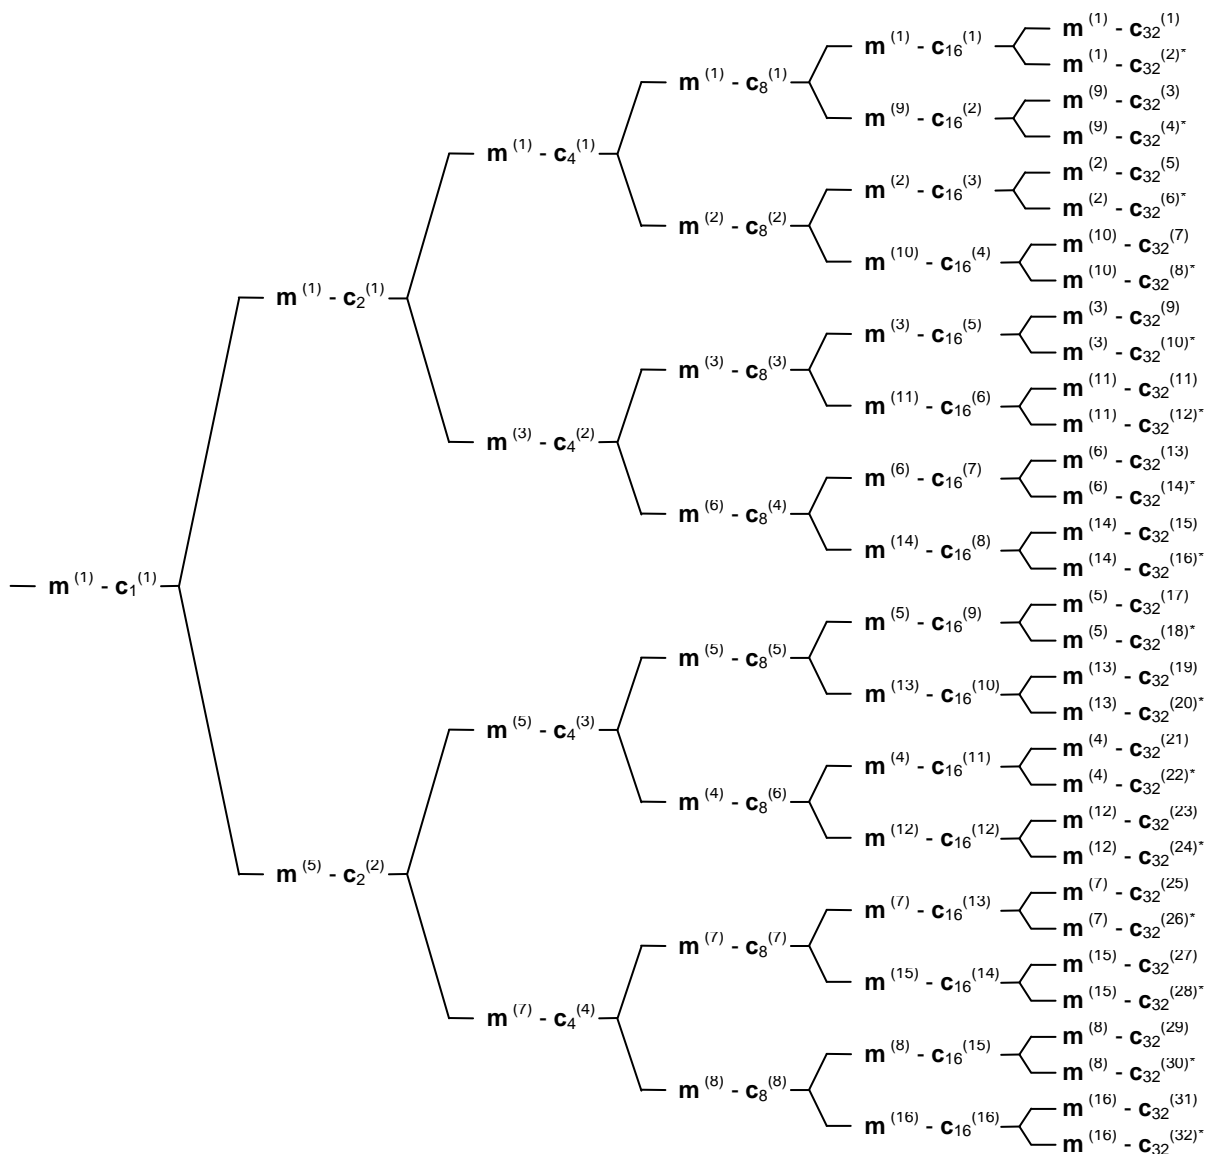 m(1) - c1(1)
m(1) - c2(1)
m(5) - c2(2)
m(1) - c4(1)
m(3) - c4(2)
m(5) - c4(3)
m(7) - c4(4)
m(1) - c8(1)
m(2) - c8(2)
m(3) - c8(3)
m(6) - c8(4)
m(5) - c8(5)
m(4) - c8(6)
m(7) - c8(7)
m(8) - c8(8)
m(1) - c16(1)
m(9) - c16(2)
m(2) - c16(3)
m(10) - c16(4)
m(3) - c16(5)
m(11) - c16(6)
m(6) - c16(7)
m(14) - c16(8)
m(5) - c16(9)
m(13) - c16(10)
m(4) - c16(11)
m(12) - c16(12)
m(7) - c16(13)
m(15) - c16(14)
m(8) - c16(15)
m(16) - c16(16)
m(1) - c32(1)
m(1) - c32(2)*
m(9) - c32(3)
m(9) - c32(4)*
m(2) - c32(5)
m(2) - c32(6)*
m(10) - c32(7)
m(10) - c32(8)*
m(3) - c32(9)
m(3) - c32(10)*
m(11) - c32(11)
m(11) - c32(12)*
m(6) - c32(13)
m(6) - c32(14)*
m(14) - c32(15)
m(14) - c32(16)*
m(5) - c32(17)
m(5) - c32(18)*
m(13) - c32(19)
m(13) - c32(20)*
m(4) - c32(21)
m(4) - c32(22)*
m(12) - c32(23)
m(12) - c32(24)*
m(7) - c32(25)
m(7) - c32(26)*
m(15) - c32(27)
m(15) - c32(28)*
m(8) - c32(29)
m(8) - c32(30)*
m(16) - c32(31)
m(16) - c32(32)*